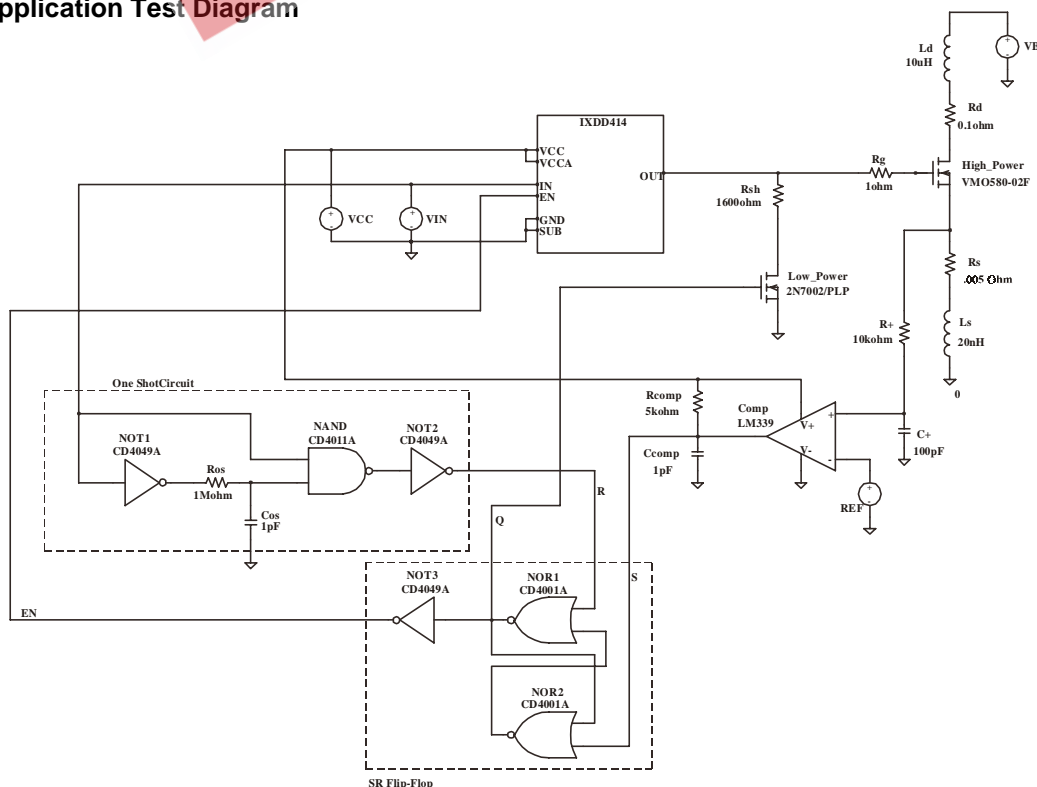 pplication Test Diagram
Ld
10uH
VB
Rd
0.1ohm
IXDD414
VCC
VCCA
IN
EN
GND
SUB
OUT
Rg
1ohm
High_Power
VMO580-02F
Rsh
1600ohm
+
-
VCC
+
-
VIN
Low_Power
2N7002/PLP
Rs
.005 Ohm
R+
10kohm
Ls
20nH
0
One ShotCircuit
Rcomp
5kohm
Comp
LM339
V+
V-
+
-
C+
100pF
Ccomp
1pF
REF
+
-
NOT1
CD4049A
NAND
CD4011A
NOT2
CD4049A
Ros
1Mohm
Cos
1pF
R
Q
S
NOT3
CD4049A
NOR1
CD4001A
EN
NOR2
CD4001A
SR Flip-Flop